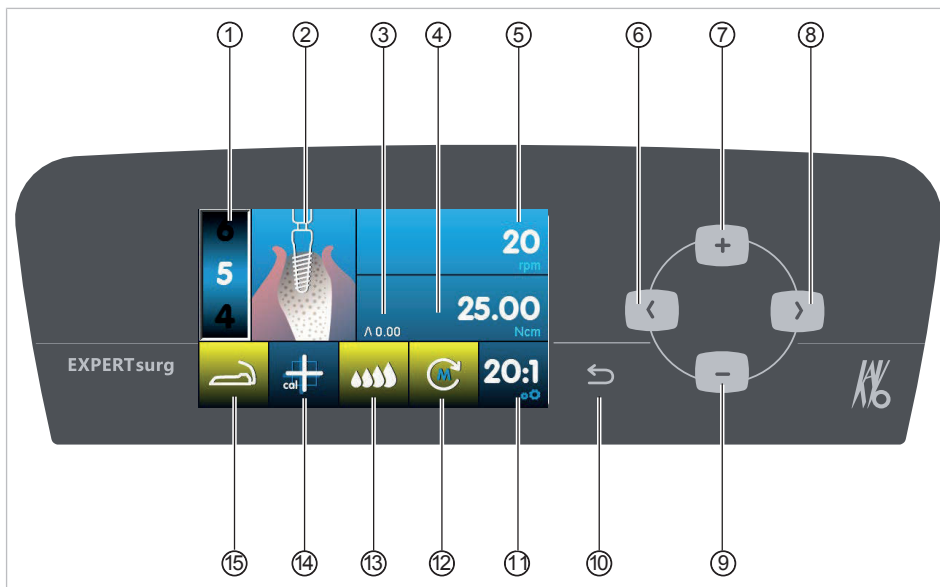 ① ② ③ ④ ⑤ ⑥ ⑦ ⑧
6
5
4
20
rpm
25.00
Ncm
Λ 0.00
EXPERTsurg
cal
M
20:1
KAVO
⑮ ⑭ ⑬ ⑫ ⑪ ⑩ ⑨